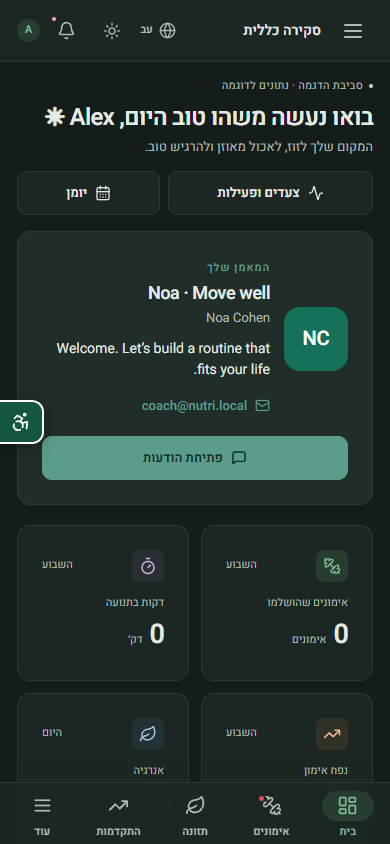 סקירה כללית
עב
A
סביבת הדגמה · נתונים לדוגמה
בואו נעשה משהו טוב היום, Alex
המקום שלך לזוז, לאכול מאוזן ולהרגיש טוב.
צעדים ופעילות
יומן
המאמן שלך
Noa · Move well
Noa Cohen
NC
Welcome. Let's build a routine that
fits your life.
coach@nutri.local
פתיחת הודעות
השבוע
אימונים שהושלמו
0 אימונים
השבוע
דקות בתנועה
0 דק'
השבוע
נפח אימון
היום
אנרגיה
בית
אימונים
תזונה
התקדמות
עוד